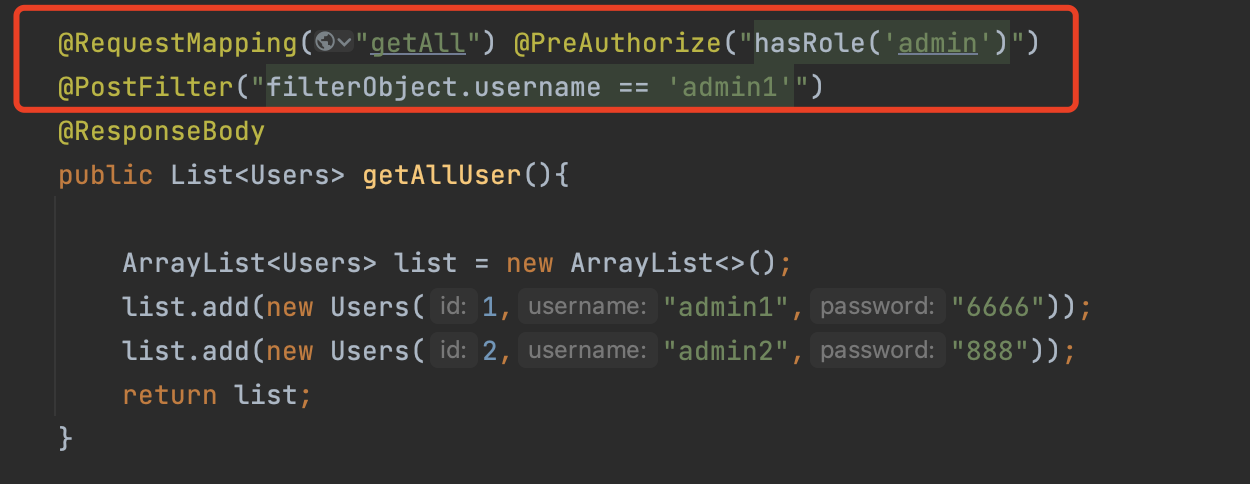 @RequestMapping("getAll") @PreAuthorize("hasRole('admin')")
@PostFilter("filterObject.username == 'admin1'")
@ResponseBody
public List<Users> getAllUser(){
ArrayList<Users> list = new ArrayList<>();
list.add(new Users( id: 1, username: "admin1", password: "6666"));
list.add(new Users( id: 2, username: "admin2", password: "888"));
return list;
}